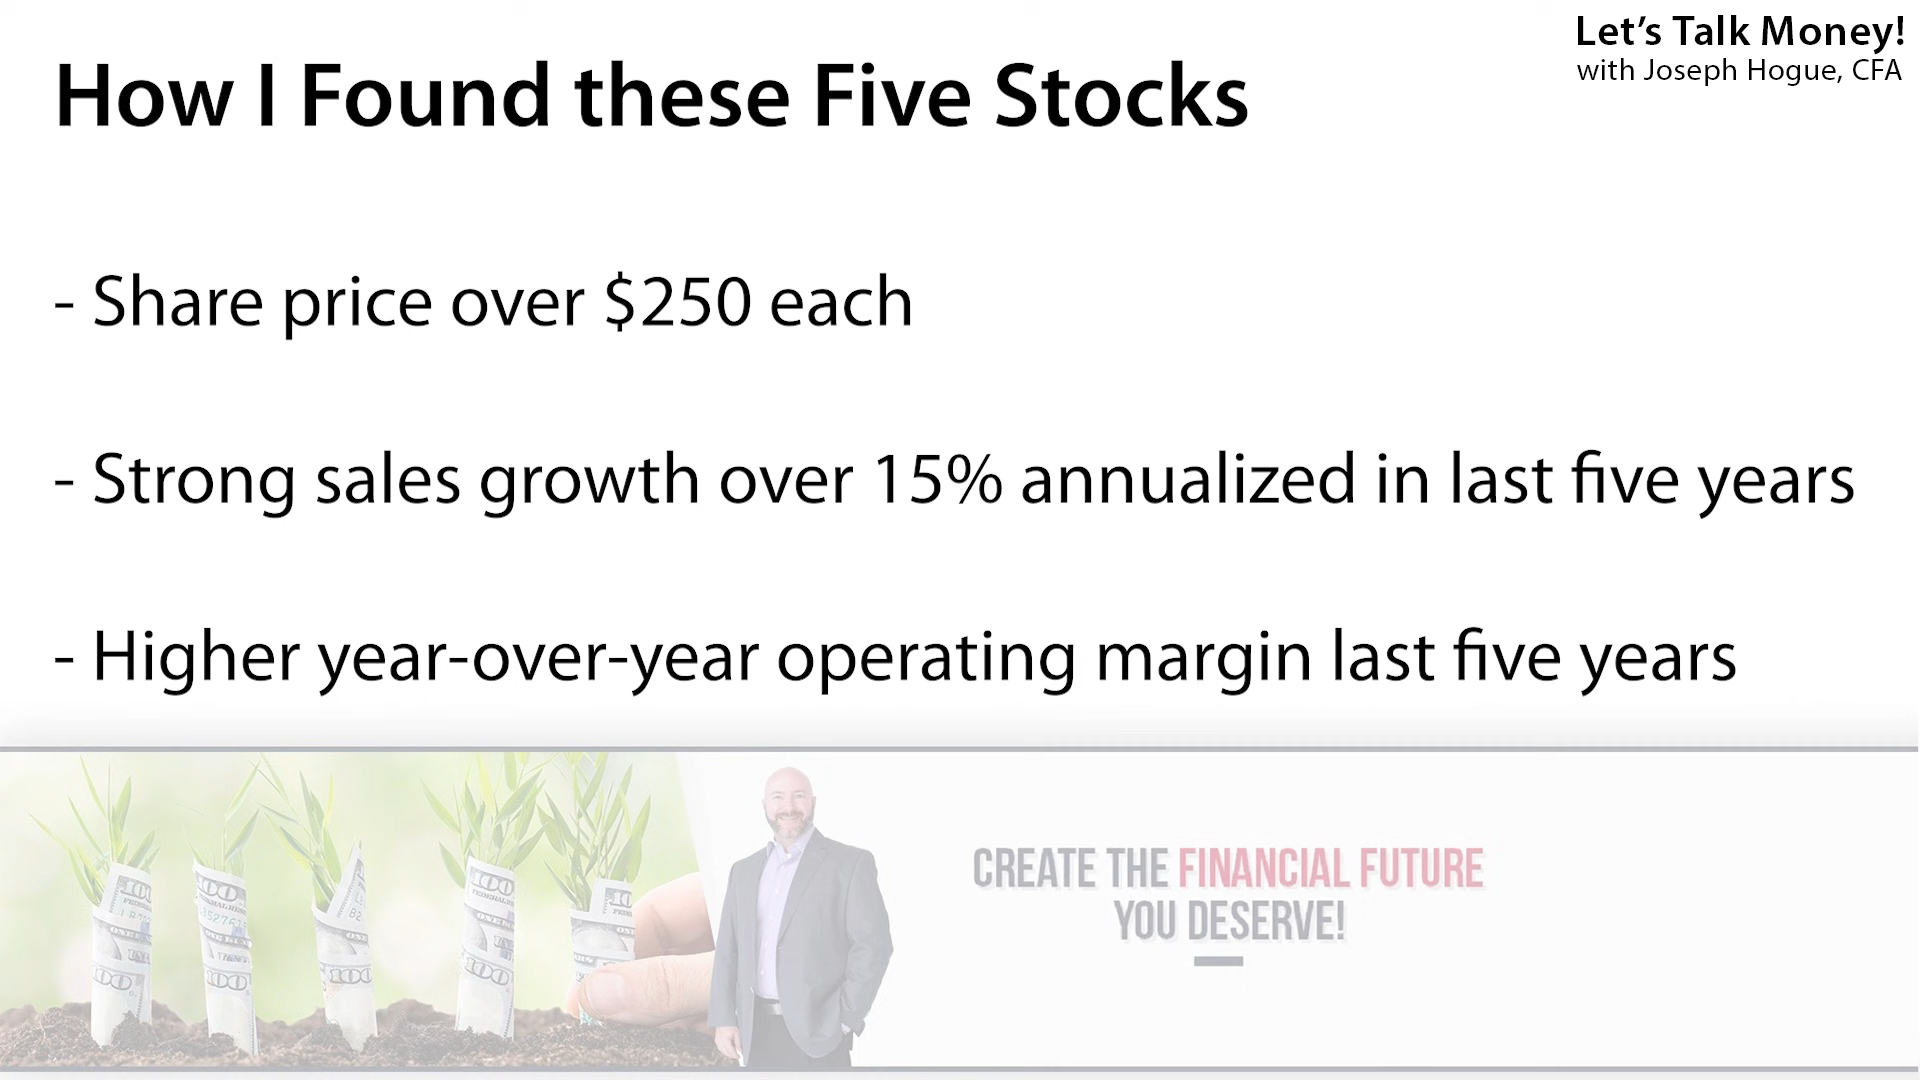 Let's Talk Money!
with Joseph Hogue, CFA
How I Found these Five Stocks
- Share price over $250 each
- Strong sales growth over 15% annualized in last five years
- Higher year-over-year operating margin last five years
CREATE THE FINANCIAL FUTURE
YOU DESERVE!